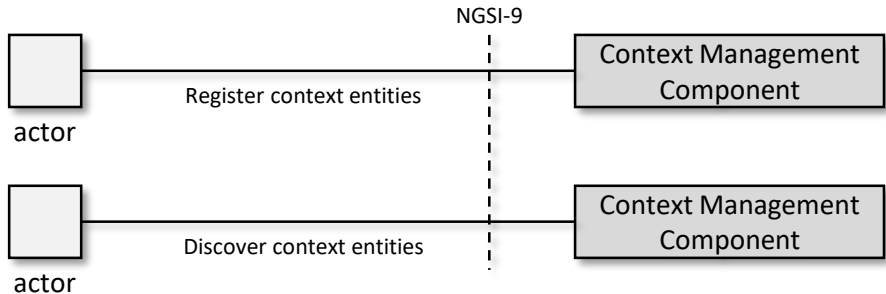 NGSI-9
Context Management
Component
Register context entities
actor
Context Management
Component
Discover context entities
actor